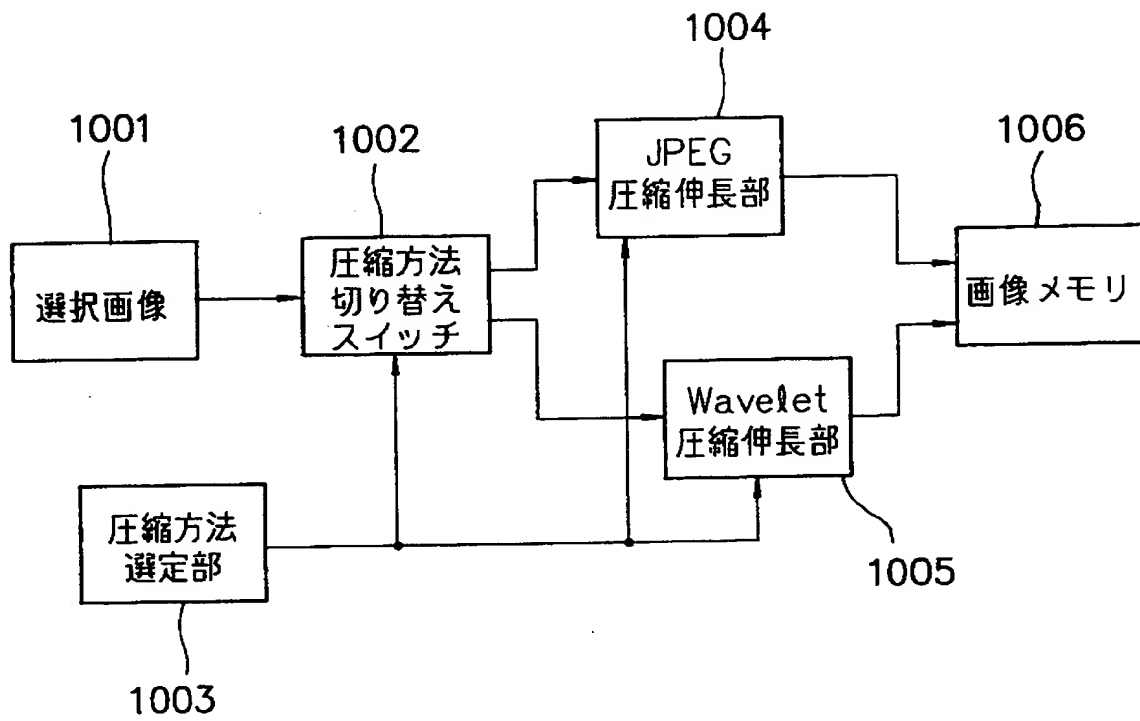 1004
1001
1002
1006
JPEG
圧縮伸長部
選択画像
圧縮方法
切り替え
スイッチ
画像メモリ
Wavelet
圧縮伸長部
圧縮方法
選定部
1005
1003